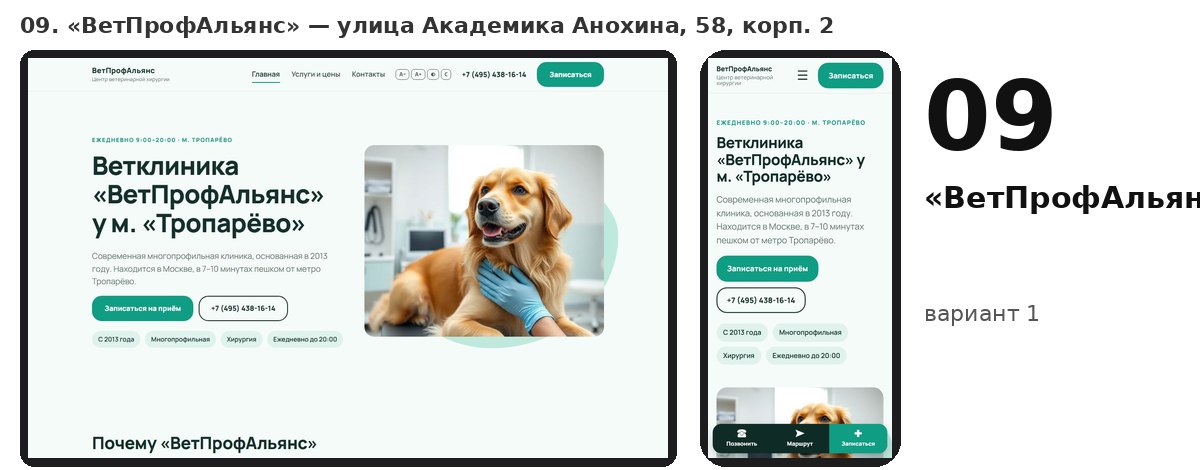 09. «ВетПрофАльянс» — улица Академика Анохина, 58, корп. 2
ВетПрофАльянс
Центр ветеринарной хирургии
Главная Услуги и цены Контакты A− A+ ◐ С +7 (495) 438-16-14 Записаться
ЕЖЕДНЕВНО 9:00–20:00 · М. ТРОПАРЁВО
Ветклиника
«ВетПрофАльянс»
у м. «Тропарёво»
Современная многопрофильная клиника, основанная в 2013
году. Находится в Москве, в 7–10 минутах пешком от метро
Тропарёво.
Записаться на приём +7 (495) 438-16-14
С 2013 года Многопрофильная Хирургия Ежедневно до 20:00
Почему «ВетПрофАльянс»
ВетПрофАльянс
Центр ветеринарной
хирургии
☰ Записаться
ЕЖЕДНЕВНО 9:00–20:00 · М. ТРОПАРЁВО
Ветклиника
«ВетПрофАльянс» у
м. «Тропарёво»
Современная многопрофильная
клиника, основанная в 2013 году.
Находится в Москве, в 7–10 минутах
пешком от метро Тропарёво.
Записаться на приём
+7 (495) 438-16-14
С 2013 года Многопрофильная
Хирургия Ежедневно до 20:00
Позвонить Маршрут Записаться
09
«ВетПрофАльян
вариант 1